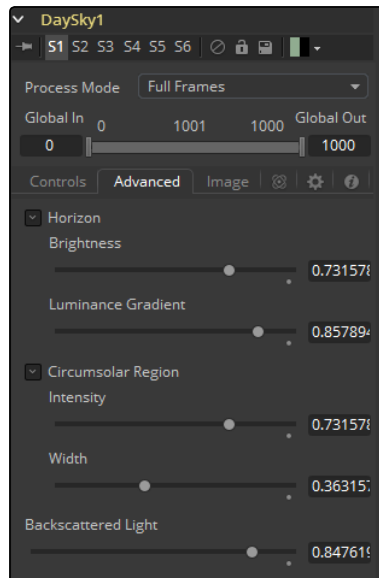 DaySky1
S1 S2 S3 S4 S5 S6
Process Mode Full Frames
Global In 0 1001 1000 Global Out
0 1000
Controls Advanced Image
Horizon
Brightness
0.731578
Luminance Gradient
0.857894
Circumsolar Region
Intensity
0.731578
Width
0.363157
Backscattered Light
0.847619